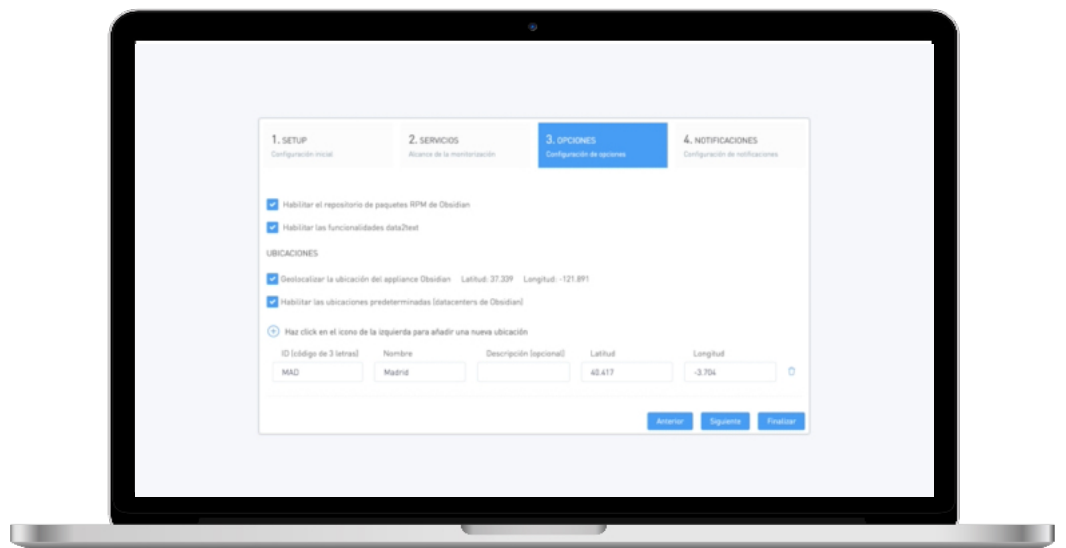 1. SETUP
Configuración inicial
2. SERVICIOS
Alcance de la monitorización
3. OPCIONES
Configuración de opciones
4. NOTIFICACIONES
Configuración de notificaciones
Habilitar el repositorio de paquetes RPM de Obsidian
Habilitar las funcionalidades data2text
UBICACIONES
Geolocalizar la ubicación del appliance Obsidian Latitud: 37.339 Longitud: -121.891
Habilitar las ubicaciones predeterminadas (datacenters de Obsidian)
Haz click en el icono de la izquierda para añadir una nueva ubicación
ID (código de 3 letras) Nombre Descripción (opcional) Latitud Longitud
MAD Madrid 40.417 -3.704
Anterior Siguiente Finalizar